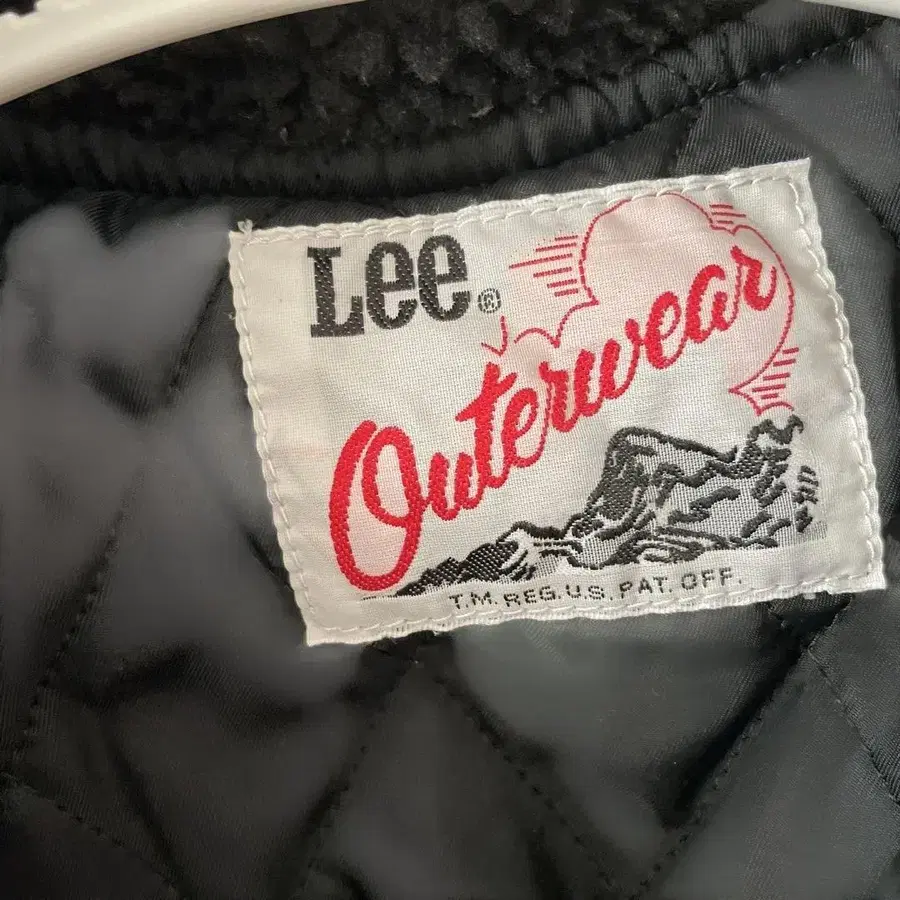 Lee®
Outerwear
T.M. REG. U.S. PAT. OFF.